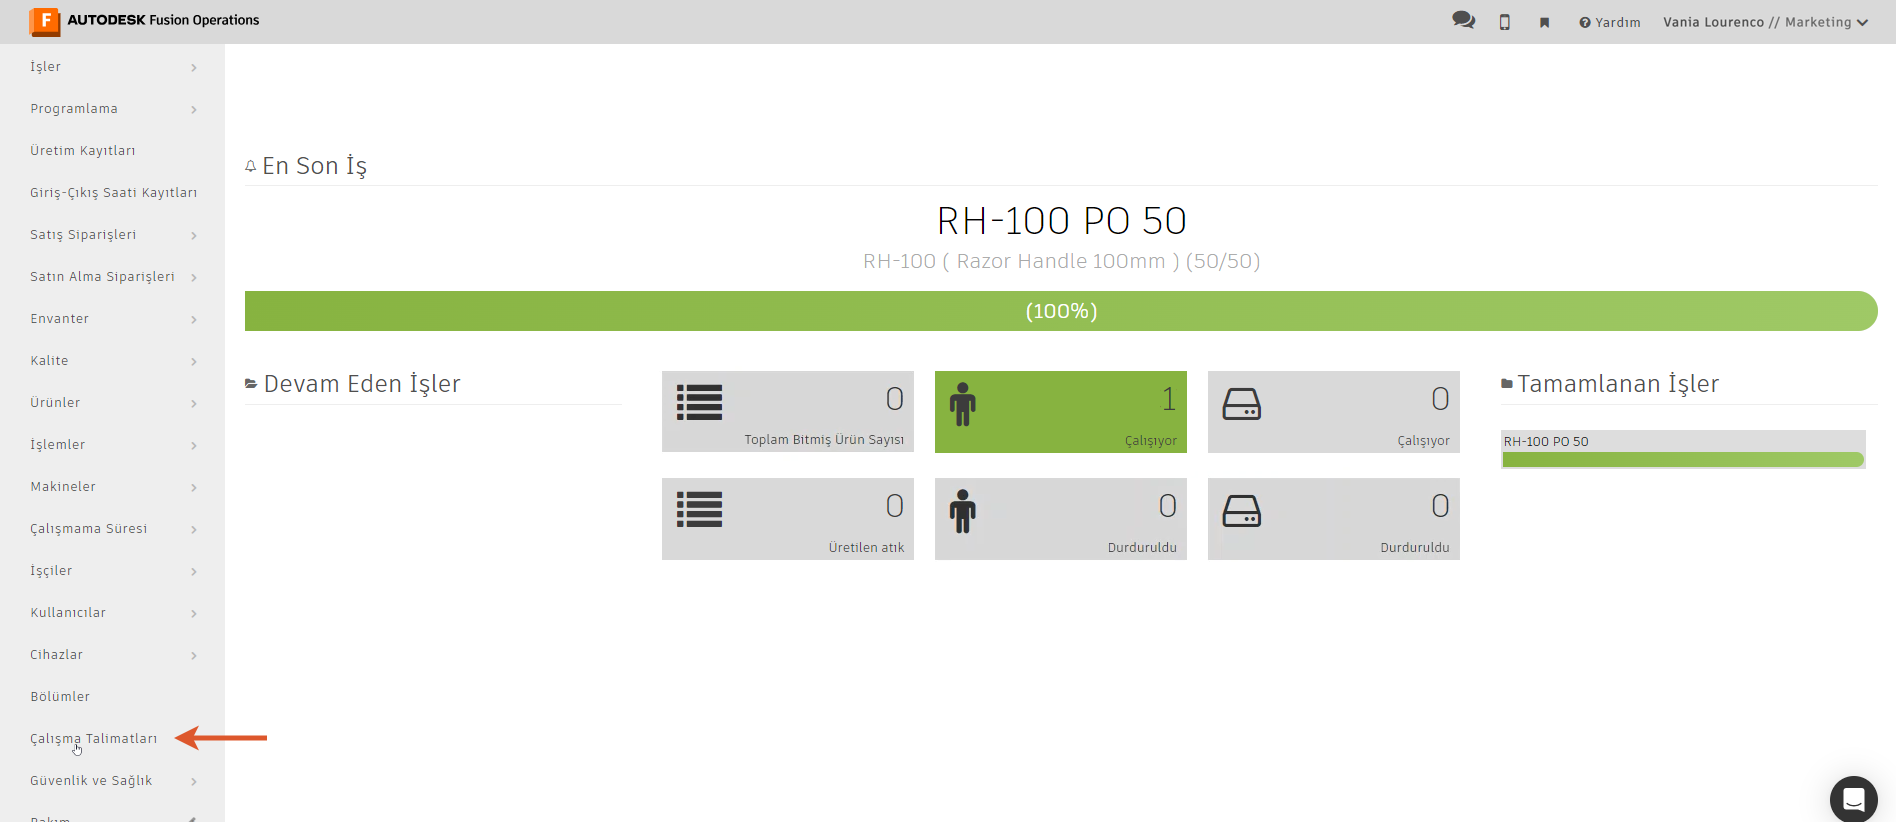 F AUTODESK Fusion Operations
Yardım
Vania Lourenco // Marketing
İşler
Programlama
Üretim Kayıtları
Giriş-Çıkış Saati Kayıtları
Satış Siparişleri
Satın Alma Siparişleri
Envanter
Kalite
Ürünler
İşlemler
Makineler
Çalışmama Süresi
İşçiler
Kullanıcılar
Cihazlar
Bölümler
Çalışma Talimatları
Güvenlik ve Sağlık
Bakım
En Son İş
RH-100 PO 50
RH-100 ( Razor Handle 100mm ) (50/50)
(100%)
Devam Eden İşler
0
Toplam Bitmiş Ürün Sayısı
1
Çalışıyor
0
Çalışıyor
0
Üretilen atık
0
Durduruldu
0
Durduruldu
Tamamlanan İşler
RH-100 PO 50